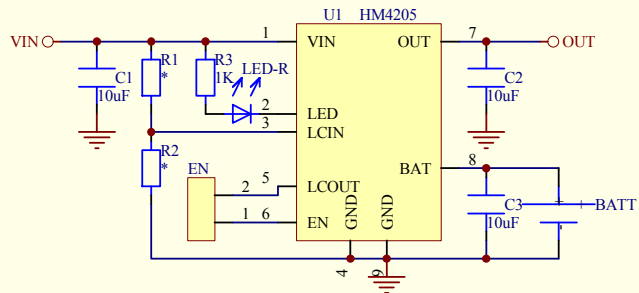 U1 HM4205
VIN 1 VIN OUT 7 OUT
R1
*
R3
1K
LED-R
C1
10uF
C2
10uF
2 LED
3 LCIN
R2
*
EN
BAT 8
2 5 LCOUT
1 6 EN
GND
GND
C3
10uF
+
+
BATT
4
9